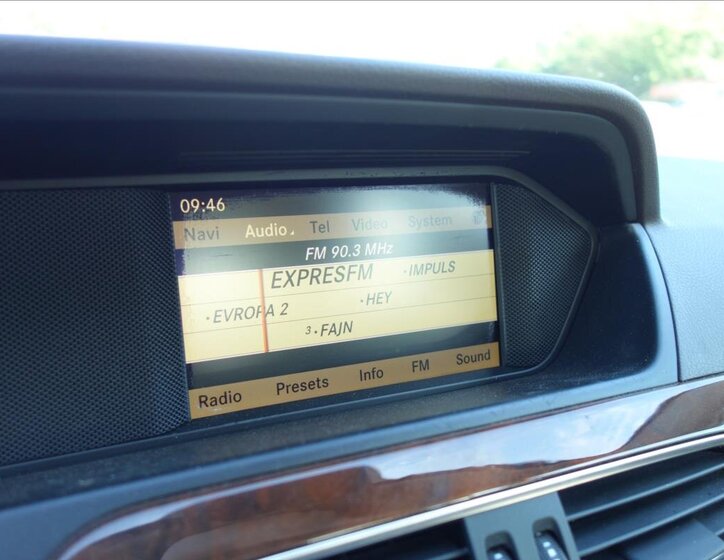 09:46
Navi Audio Tel Video System
FM 90.3 MHz
EXPRESFM ·IMPULS
·EVROPA 2 ·HEY
3·FAJN
Radio Presets Info FM Sound